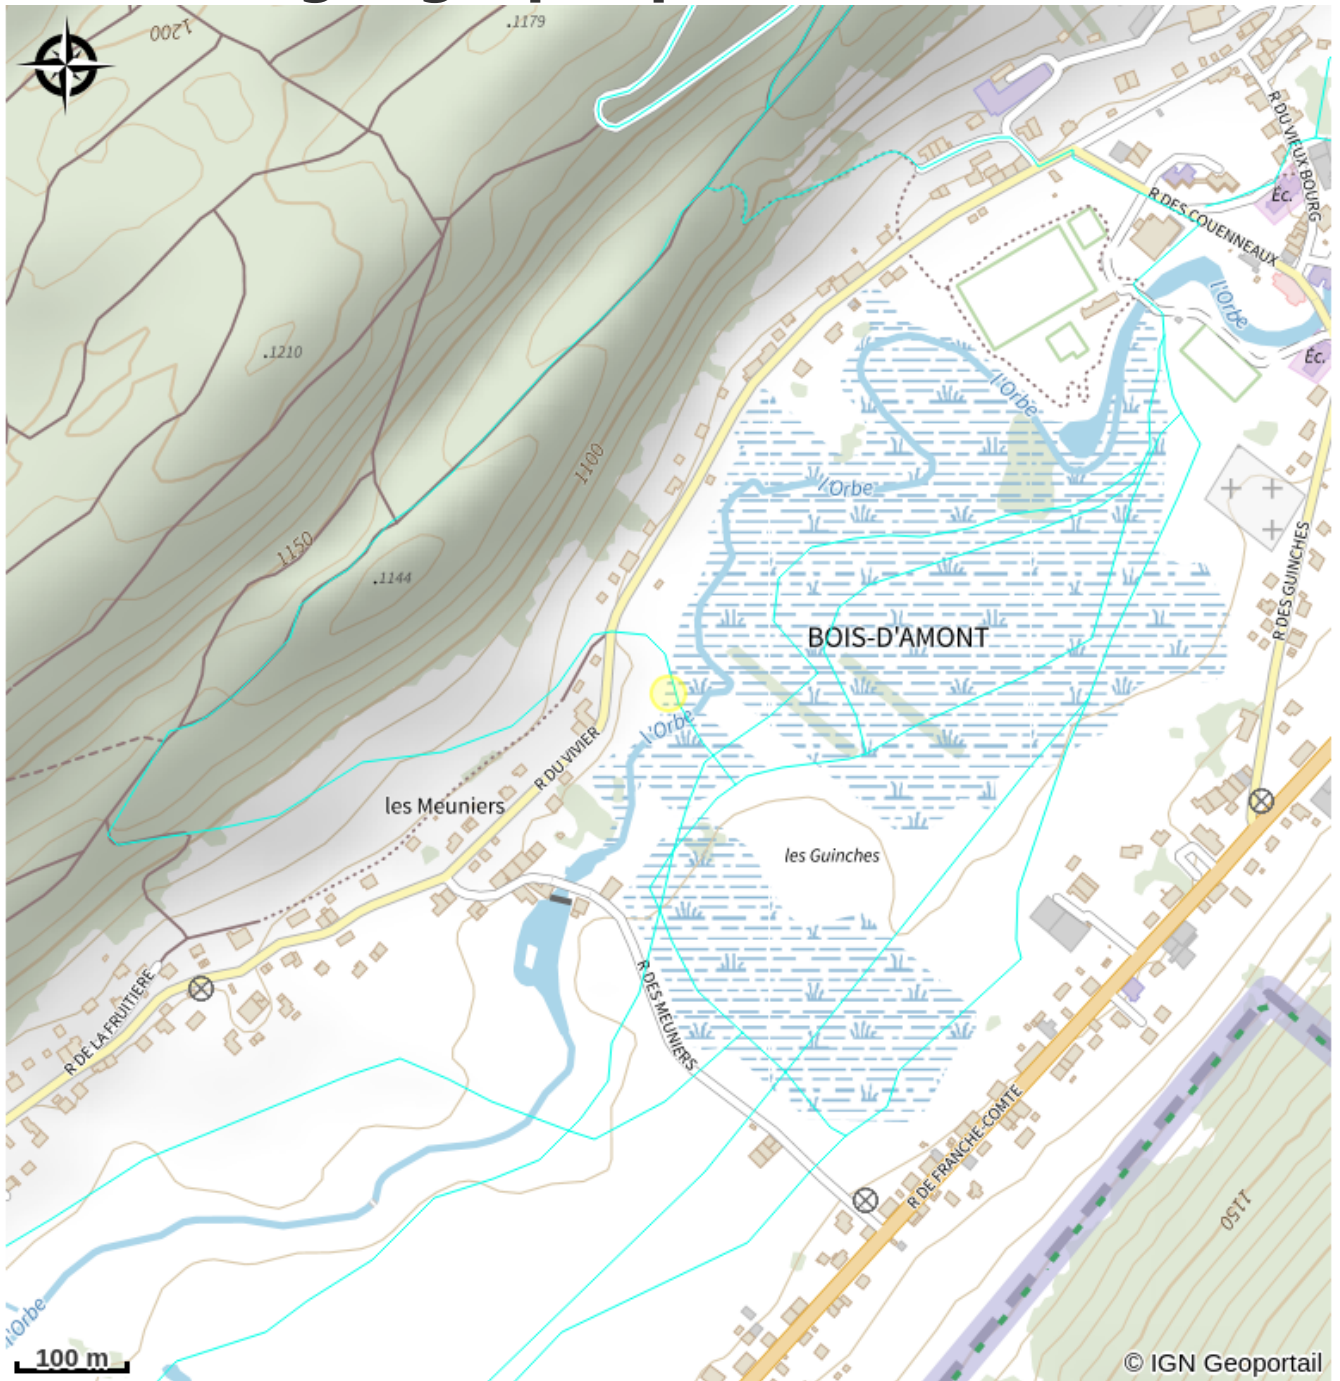 .1179
1200
R DU VIEUX BOURG
Éc.
R DES COUENNEAUX
l'Orbe
.1210
Éc.
l'Orbe
1100
l'Orbe
1150
.1144
R DES GUINCHES
BOIS-D'AMONT
l'Orbe
R DU VIVIER
les Meuniers
les Guinches
R DE LA FRUITIERE
R DES MEUNIERS
R DE FRANCHE-COMTE
1150
l'Orbe
100 m
© IGN Geoportail